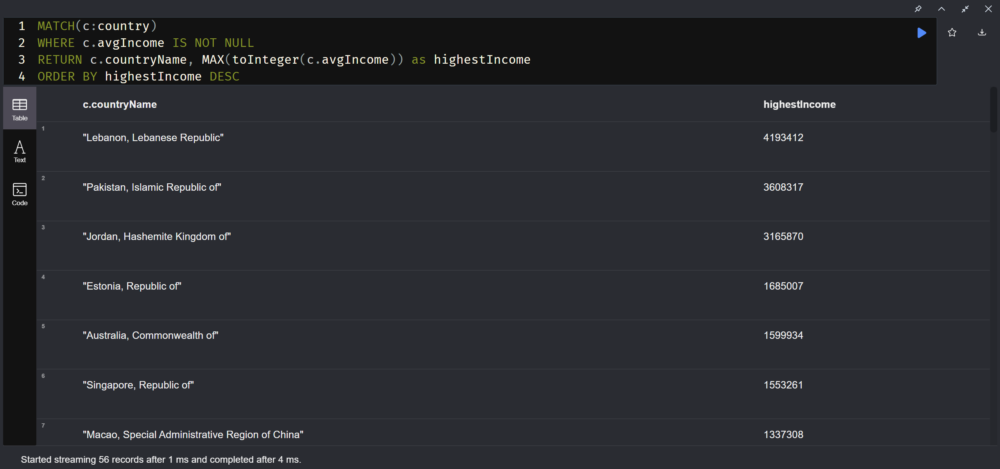 1 MATCH(c:country)
2 WHERE c.avgIncome IS NOT NULL
3 RETURN c.countryName, MAX(toInteger(c.avgIncome)) as highestIncome
4 ORDER BY highestIncome DESC
Table
Text
Code
c.countryName highestIncome
1 "Lebanon, Lebanese Republic" 4193412
2 "Pakistan, Islamic Republic of" 3608317
3 "Jordan, Hashemite Kingdom of" 3165870
4 "Estonia, Republic of" 1685007
5 "Australia, Commonwealth of" 1599934
6 "Singapore, Republic of" 1553261
7 "Macao, Special Administrative Region of China" 1337308
Started streaming 56 records after 1 ms and completed after 4 ms.